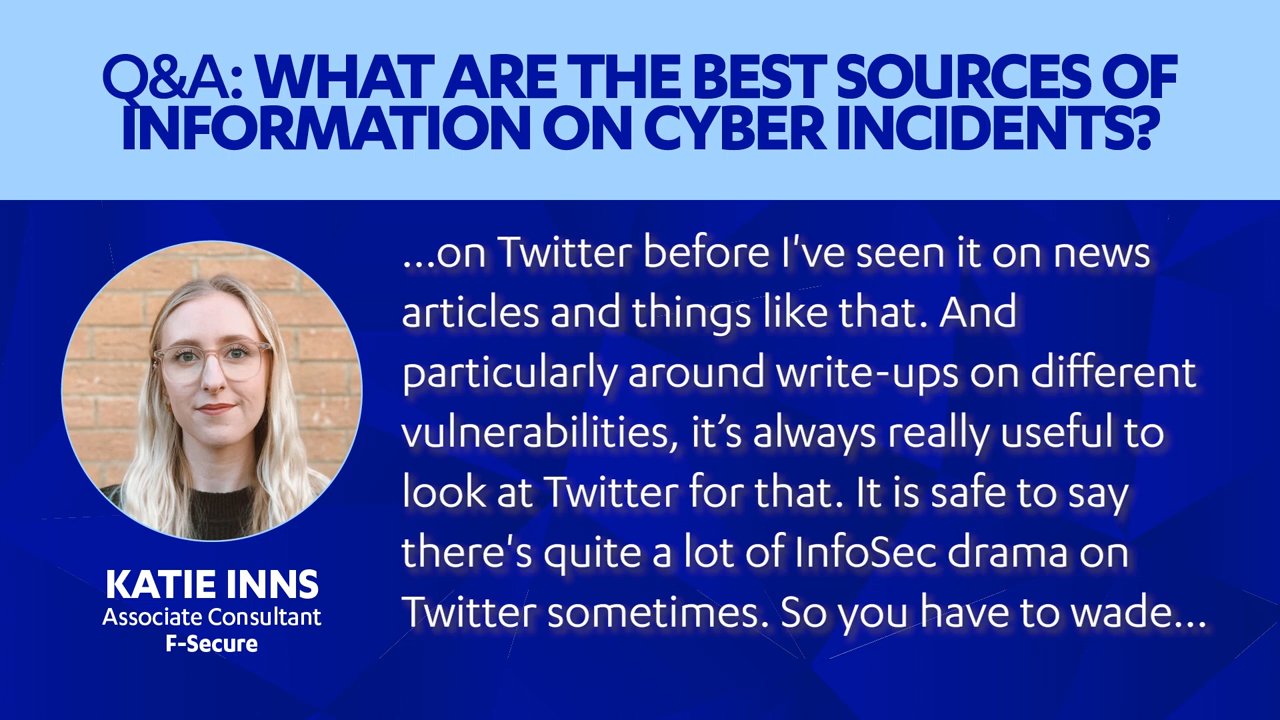 Q&A: WHAT ARE THE BEST SOURCES OF
INFORMATION ON CYBER INCIDENTS?
...on Twitter before I've seen it on news
articles and things like that. And
particularly around write-ups on different
vulnerabilities, it’s always really useful to
look at Twitter for that. It is safe to say
there's quite a lot of InfoSec drama on
Twitter sometimes. So you have to wade...
KATIE INNS
Associate Consultant
F-Secure